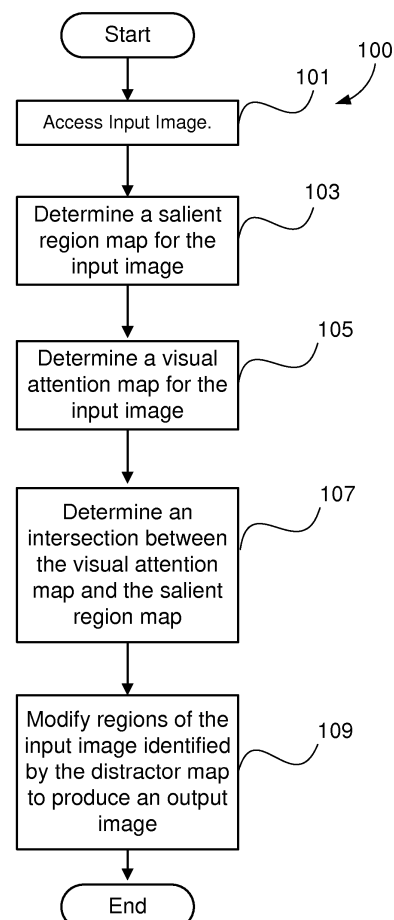 Start
100
101
Access Input Image.
103
Determine a salient
region map for the
input image
105
Determine a visual
attention map for the
input image
107
Determine an
intersection between
the visual attention
map and the salient
region map
109
Modify regions of the
input image identified
by the distractor map
to produce an output
image
End